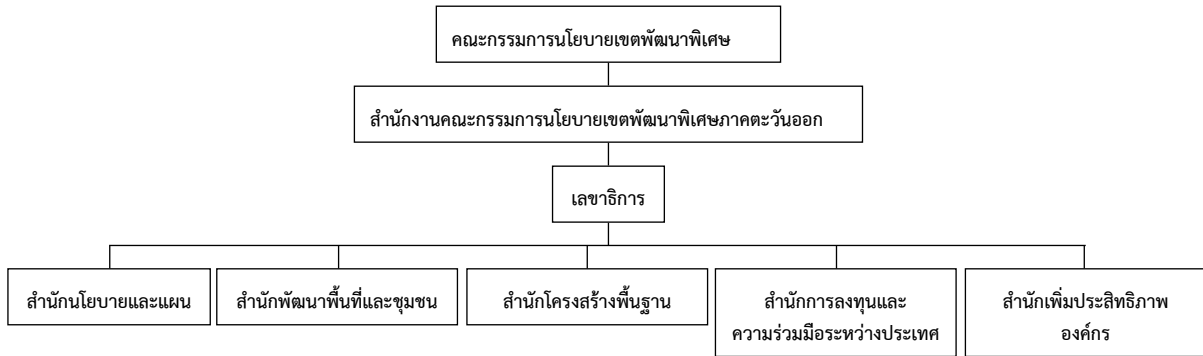 คณะกรรมการนโยบายเขตพัฒนาพิเศษ
สำนักงานคณะกรรมการนโยบายเขตพัฒนาพิเศษภาคตะวันออก
เลขาธิการ
สำนักนโยบายและแผน
สำนักพัฒนาพื้นที่และชุมชน
สำนักโครงสร้างพื้นฐาน
สำนักการลงทุนและ
ความร่วมมือระหว่างประเทศ
สำนักเพิ่มประสิทธิภาพ
องค์กร